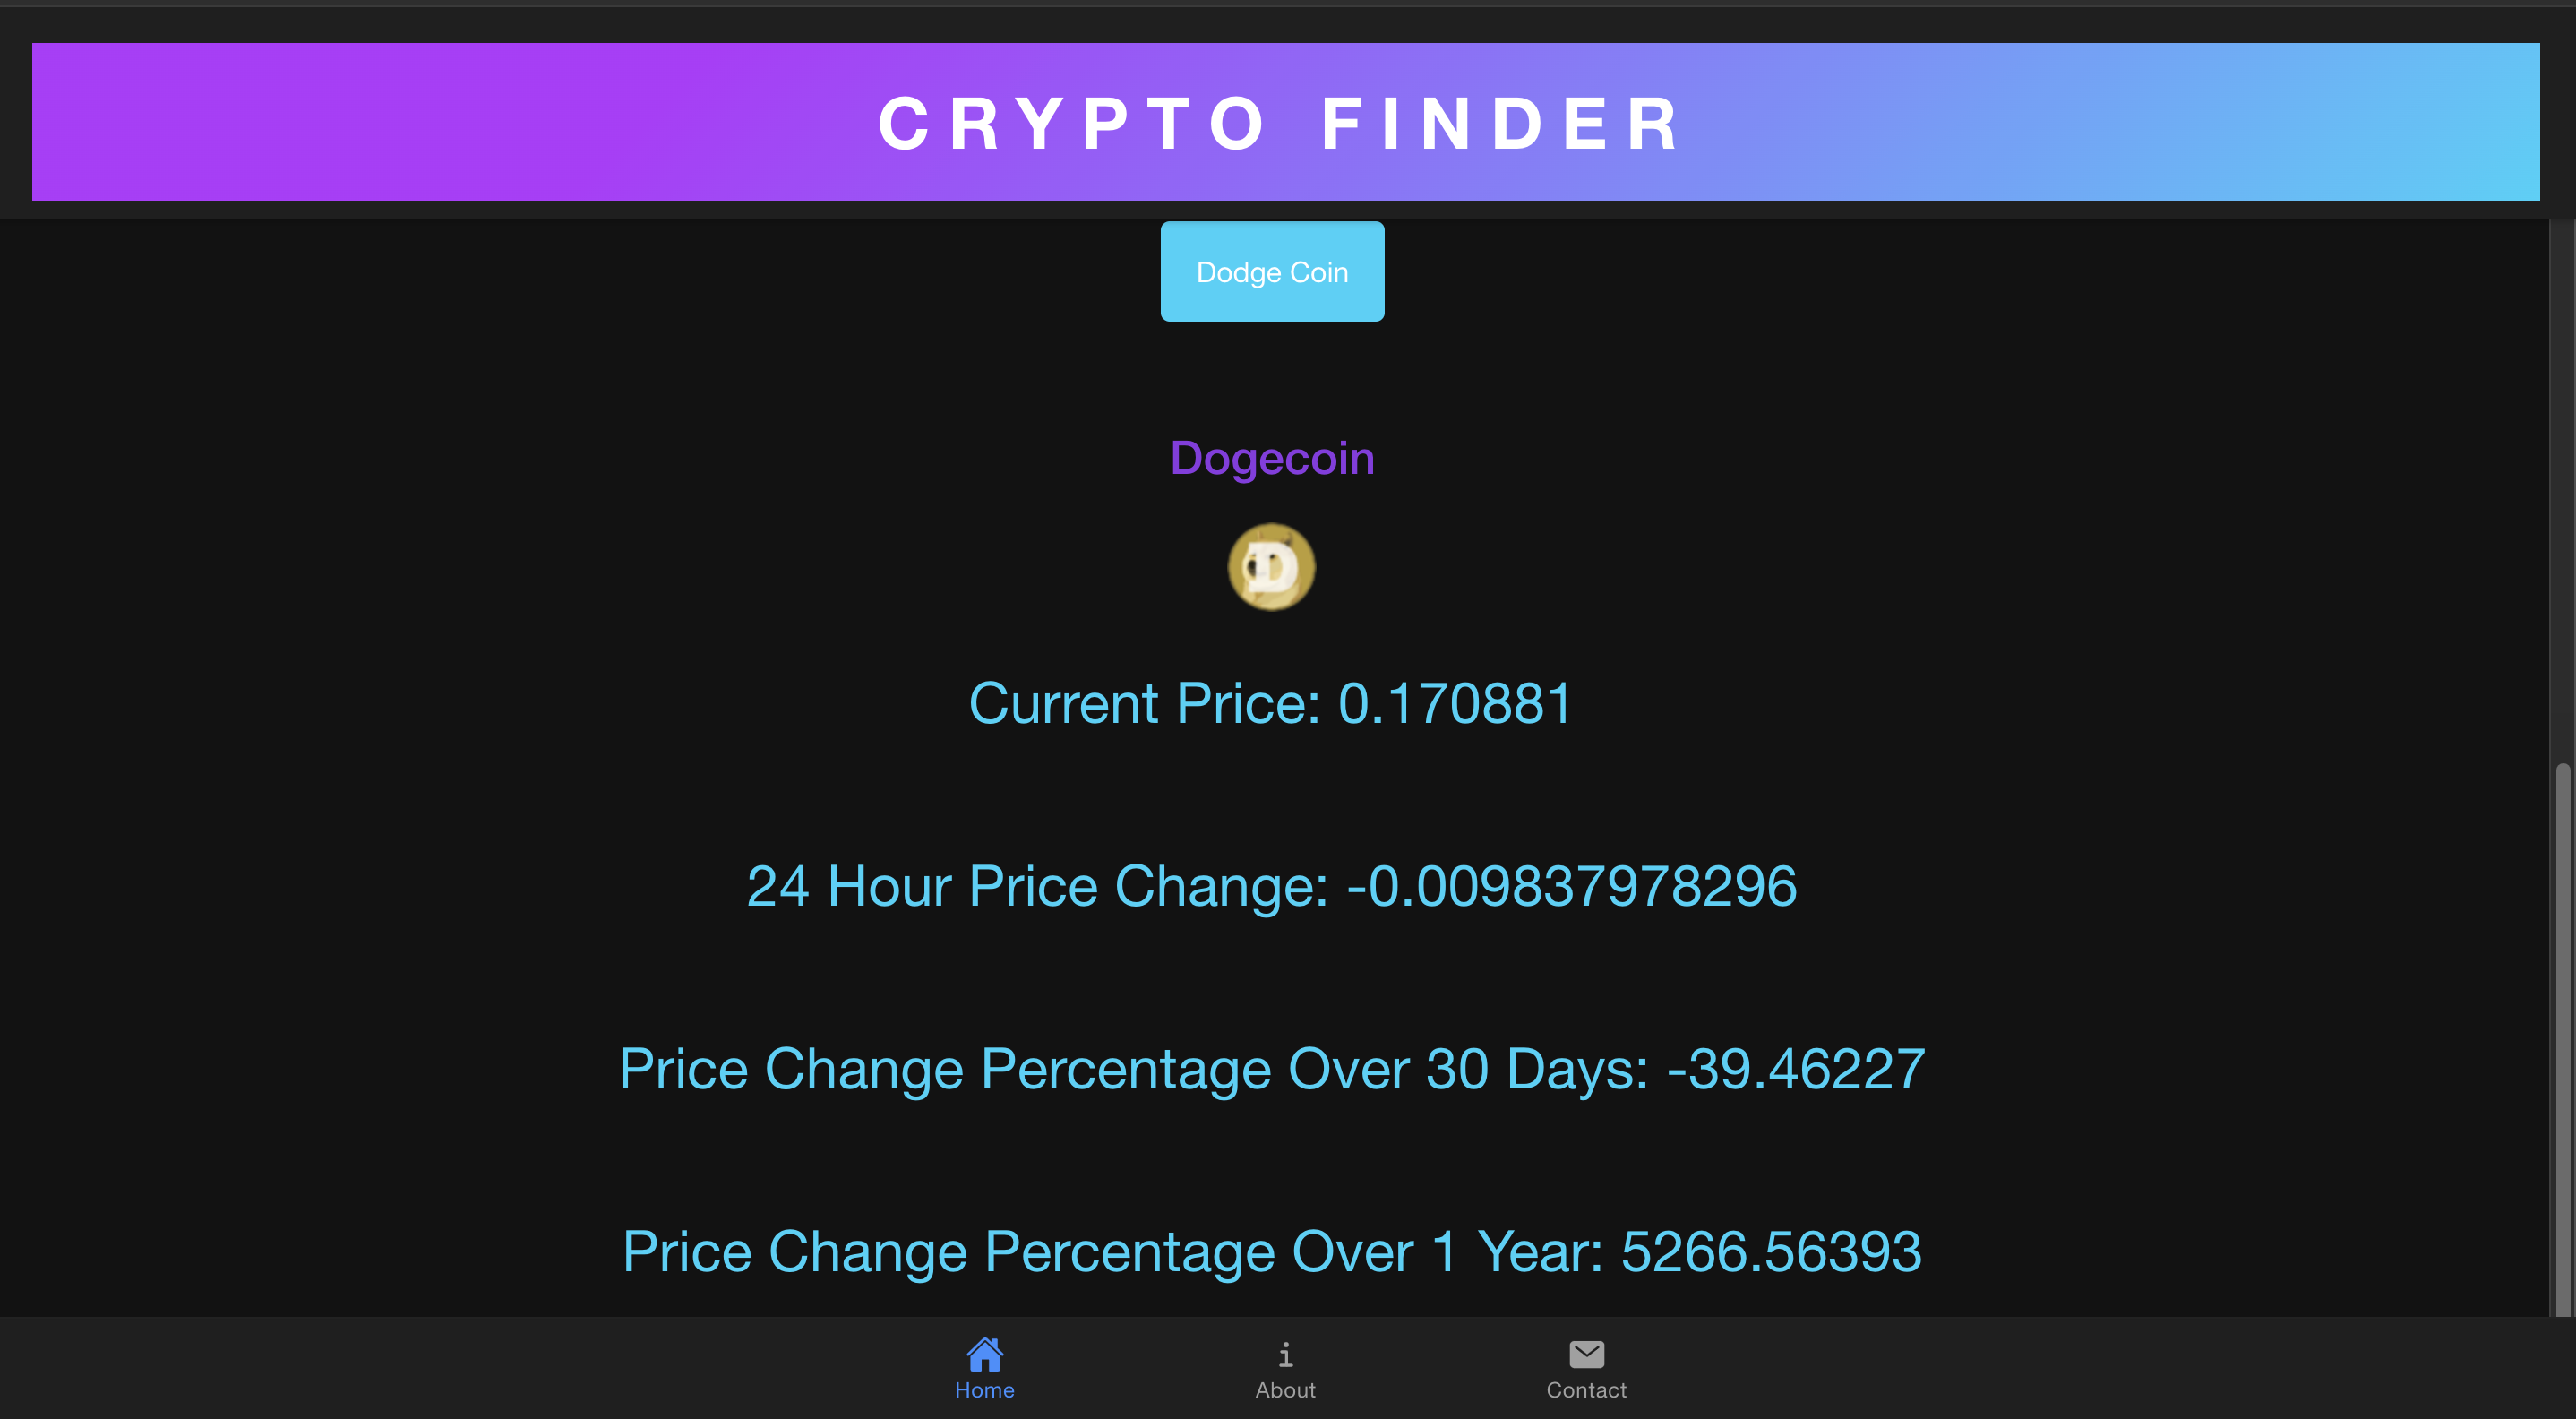 CRYPTO FINDER
Dodge Coin
Dogecoin
D
Current Price: 0.170881
24 Hour Price Change: -0.009837978296
Price Change Percentage Over 30 Days: -39.46227
Price Change Percentage Over 1 Year: 5266.56393
Home
About
Contact